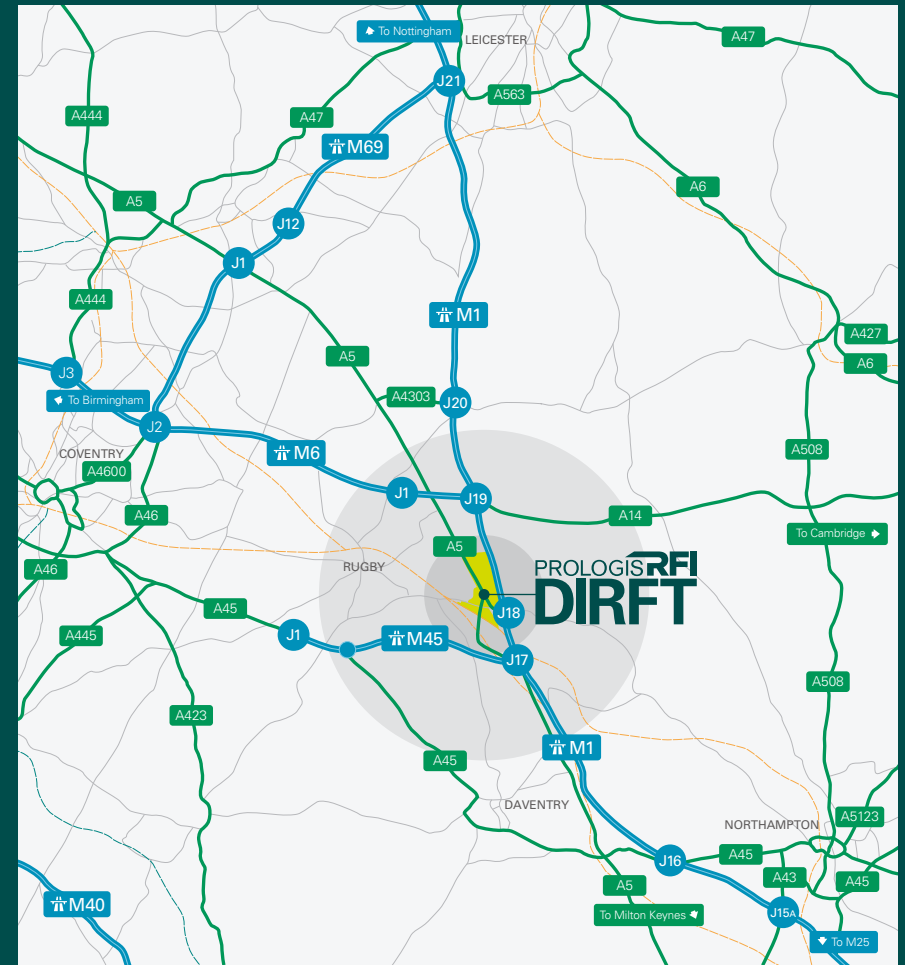 To Nottingham
LEICESTER
A47
J21
A563
A444
A47
M69
A6
A5
J12
J1
A444
M1
A427
A5
A6
J3
A4303
J20
To Birmingham
J2
A508
COVENTRY
M6
A4600
J1
J19
A46
A14
To Cambridge
A5
PROLOGIS RFI
DIRFT
RUGBY
A46
A45
J18
A445
J1
M45
J17
A508
A423
M1
A45
DAVENTRY
A5123
NORTHAMPTON
J16
A45
A43
A45
A5
M40
To Milton Keynes
J15A
To M25